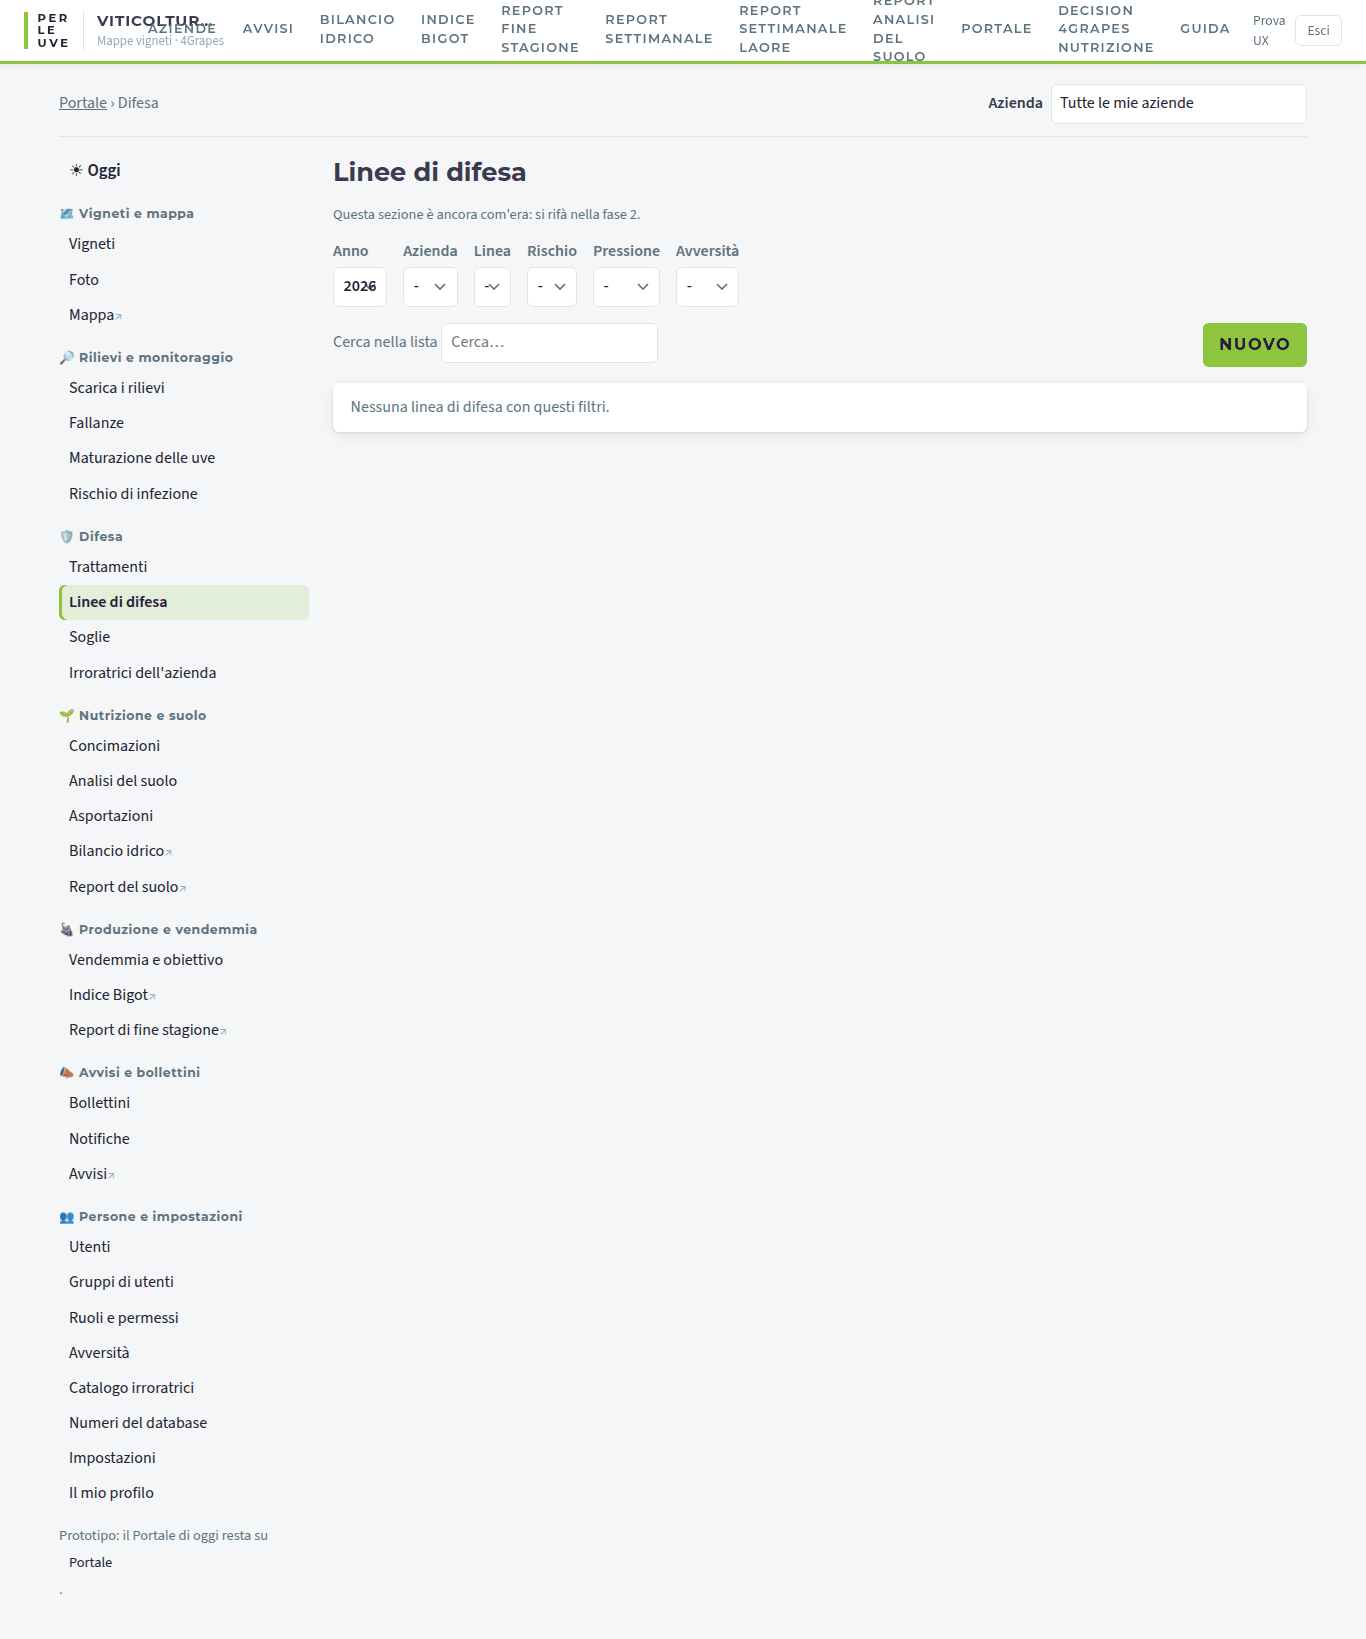 PER
LE
UVE
VITICOLTUR...
Mappe vigneti · 4Grapes
AZIENDE
AVVISI
BILANCIO
IDRICO
INDICE
BIGOT
REPORT
FINE
STAGIONE
REPORT
SETTIMANALE
REPORT
SETTIMANALE
LAORE
REPORT
ANALISI
DEL
SUOLO
PORTALE
DECISION
4GRAPES
NUTRIZIONE
GUIDA
Prova
UX
Esci
Portale › Difesa
Azienda
Tutte le mie aziende
☀ Oggi
Vigneti e mappa
Vigneti
Foto
Mappa↗
Rilievi e monitoraggio
Scarica i rilievi
Fallanze
Maturazione delle uve
Rischio di infezione
Difesa
Trattamenti
Linee di difesa
Soglie
Irroratrici dell'azienda
Nutrizione e suolo
Concimazioni
Analisi del suolo
Asportazioni
Bilancio idrico↗
Report del suolo↗
Produzione e vendemmia
Vendemmia e obiettivo
Indice Bigot↗
Report di fine stagione↗
Avvisi e bollettini
Bollettini
Notifiche
Avvisi↗
Persone e impostazioni
Utenti
Gruppi di utenti
Ruoli e permessi
Avversità
Catalogo irroratrici
Numeri del database
Impostazioni
Il mio profilo
Prototipo: il Portale di oggi resta su
Portale
.
Linee di difesa
Questa sezione è ancora com'era: si rifà nella fase 2.
Anno
Azienda
Linea
Rischio
Pressione
Avversità
2026
-
-
-
-
-
Cerca nella lista
Cerca…
NUOVO
Nessuna linea di difesa con questi filtri.